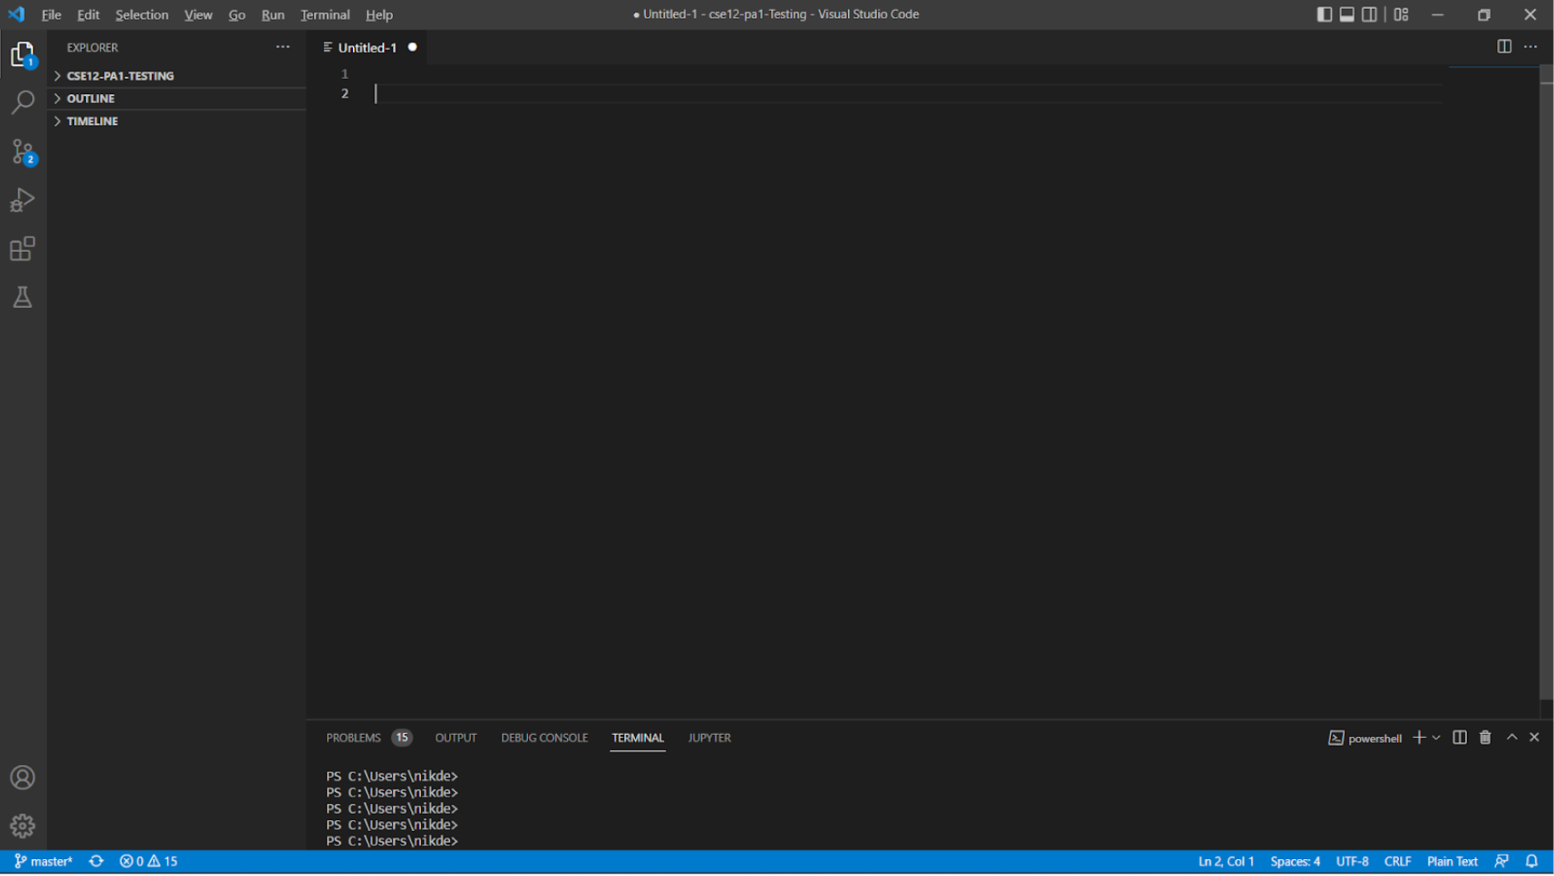 File Edit Selection View Go Run Terminal Help ● Untitled-1 - cse12-pa1-Testing - Visual Studio Code
EXPLORER
Untitled-1
1
CSE12-PA1-TESTING
OUTLINE
TIMELINE
1
2
2
PROBLEMS 15 OUTPUT DEBUG CONSOLE TERMINAL JUPYTER powershell
PS C:\Users\nikde>
PS C:\Users\nikde>
PS C:\Users\nikde>
PS C:\Users\nikde>
PS C:\Users\nikde>
master* 0 15 Ln 2, Col 1 Spaces: 4 UTF-8 CRLF Plain Text